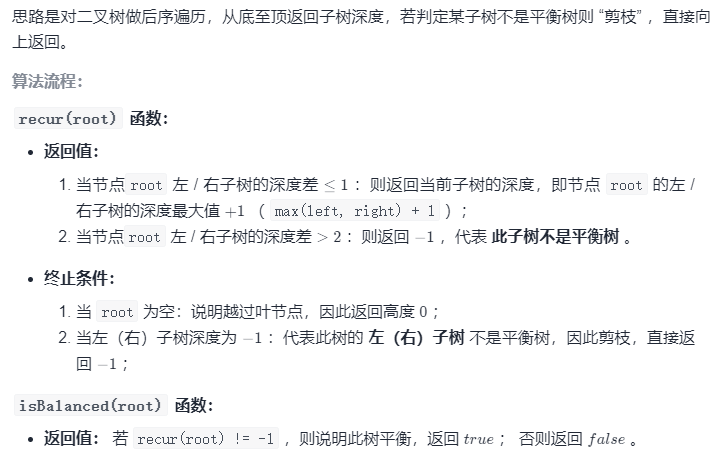 思路是对二叉树做后序遍历，从底至顶返回子树深度，若判定某子树不是平衡树则 “剪枝” ，直接向
上返回。
算法流程：
recur(root) 函数：
• 返回值：
1. 当节点root 左 / 右子树的深度差 ≤ 1 ：则返回当前子树的深度，即节点 root 的左 /
右子树的深度最大值 +1 （ max(left, right) + 1 ）；
2. 当节点root 左 / 右子树的深度差 > 2 ：则返回 −1 ，代表 此子树不是平衡树 。
• 终止条件：
1. 当 root 为空：说明越过叶节点，因此返回高度 0 ；
2. 当左（右）子树深度为 −1 ：代表此树的 左（右）子树 不是平衡树，因此剪枝，直接返
回 −1 ；
isBalanced(root) 函数：
• 返回值： 若 recur(root) != -1 ，则说明此树平衡，返回 true ； 否则返回 false 。